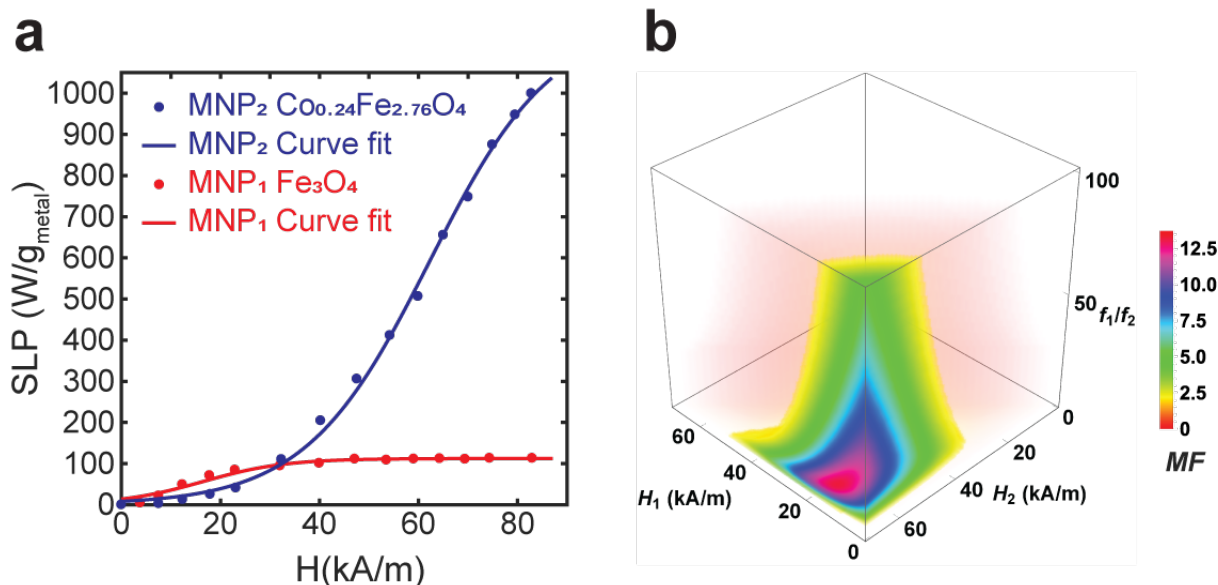 a
b
1000
900
800
700
600
500
400
300
200
100
0
SLP (W/g_metal)
MNP₂ Co₀.₂₄Fe₂.₇₆O₄
MNP₂ Curve fit
MNP₁ Fe₃O₄
MNP₁ Curve fit
0 20 40 60 80
H(kA/m)
100
50
0
f₁/f₂
60
40
20
0
H₁ (kA/m)
20
40
60
H₂ (kA/m)
12.5
10.0
7.5
5.0
2.5
0
MF